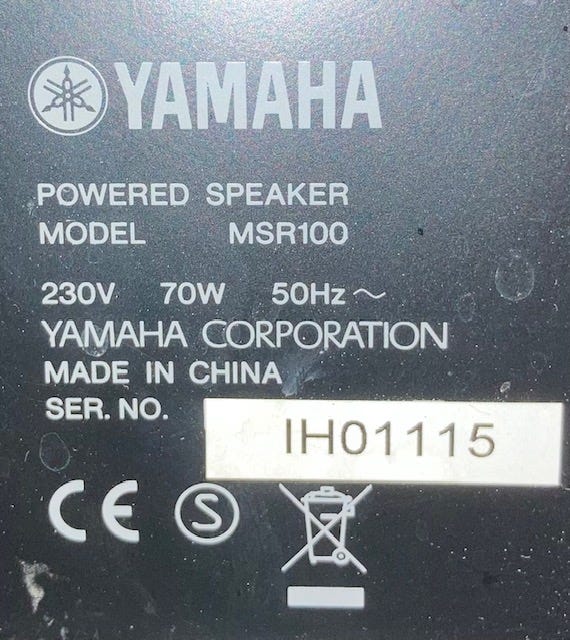 YAMAHA
POWERED SPEAKER
MODEL MSR100
230V 70W 50Hz ~
YAMAHA CORPORATION
MADE IN CHINA
SER. NO. IH01115
CE S